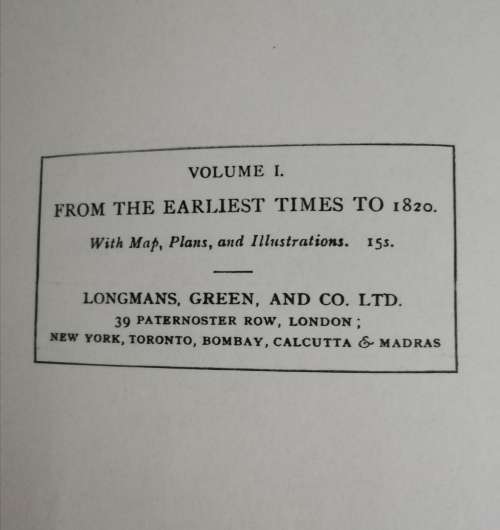 VOLUME I.
FROM THE EARLIEST TIMES TO 1820.
With Map, Plans, and Illustrations. 15s.
LONGMANS, GREEN, AND CO. LTD.
39 PATERNOSTER ROW, LONDON;
NEW YORK, TORONTO, BOMBAY, CALCUTTA & MADRAS